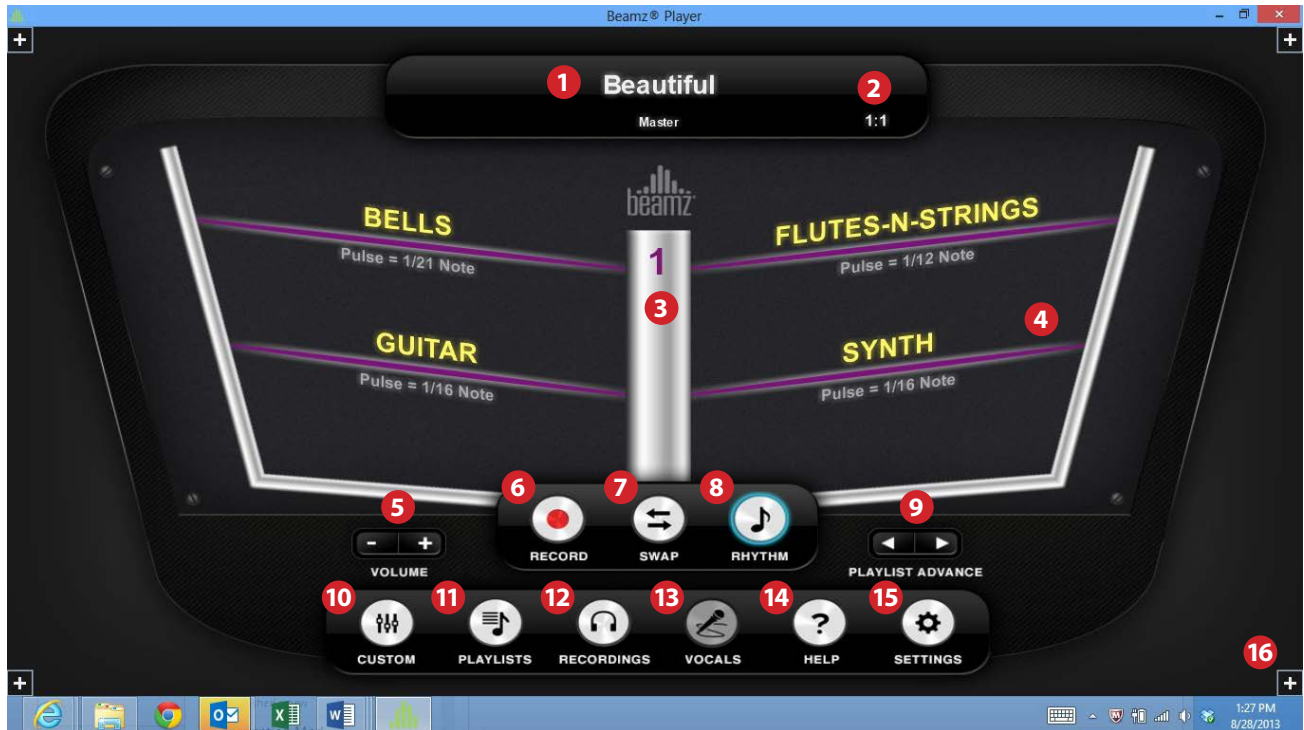 Beamz® Player
+ +
1 Beautiful 2
Master 1:1
beamz
BELLS
Pulse = 1/21 Note
FLUTES-N-STRINGS
Pulse = 1/12 Note
1
3
4
GUITAR
Pulse = 1/16 Note
SYNTH
Pulse = 1/16 Note
5 6 7 8 9
- +
VOLUME
RECORD SWAP RHYTHM
PLAYLIST ADVANCE
10 11 12 13 14 15
?
CUSTOM PLAYLISTS RECORDINGS VOCALS HELP SETTINGS
16
+ +
1:27 PM
8/28/2013